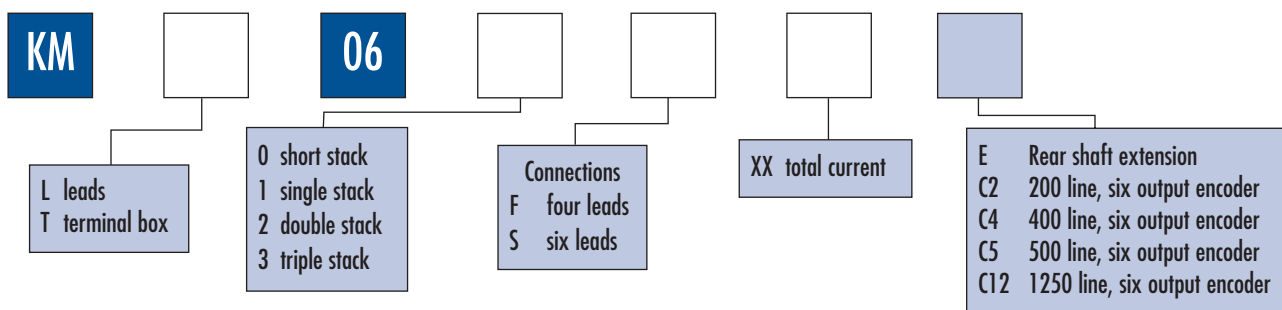 KM
06
L leads
T terminal box
0 short stack
1 single stack
2 double stack
3 triple stack
Connections
F four leads
S six leads
XX total current
E Rear shaft extension
C2 200 line, six output encoder
C4 400 line, six output encoder
C5 500 line, six output encoder
C12 1250 line, six output encoder